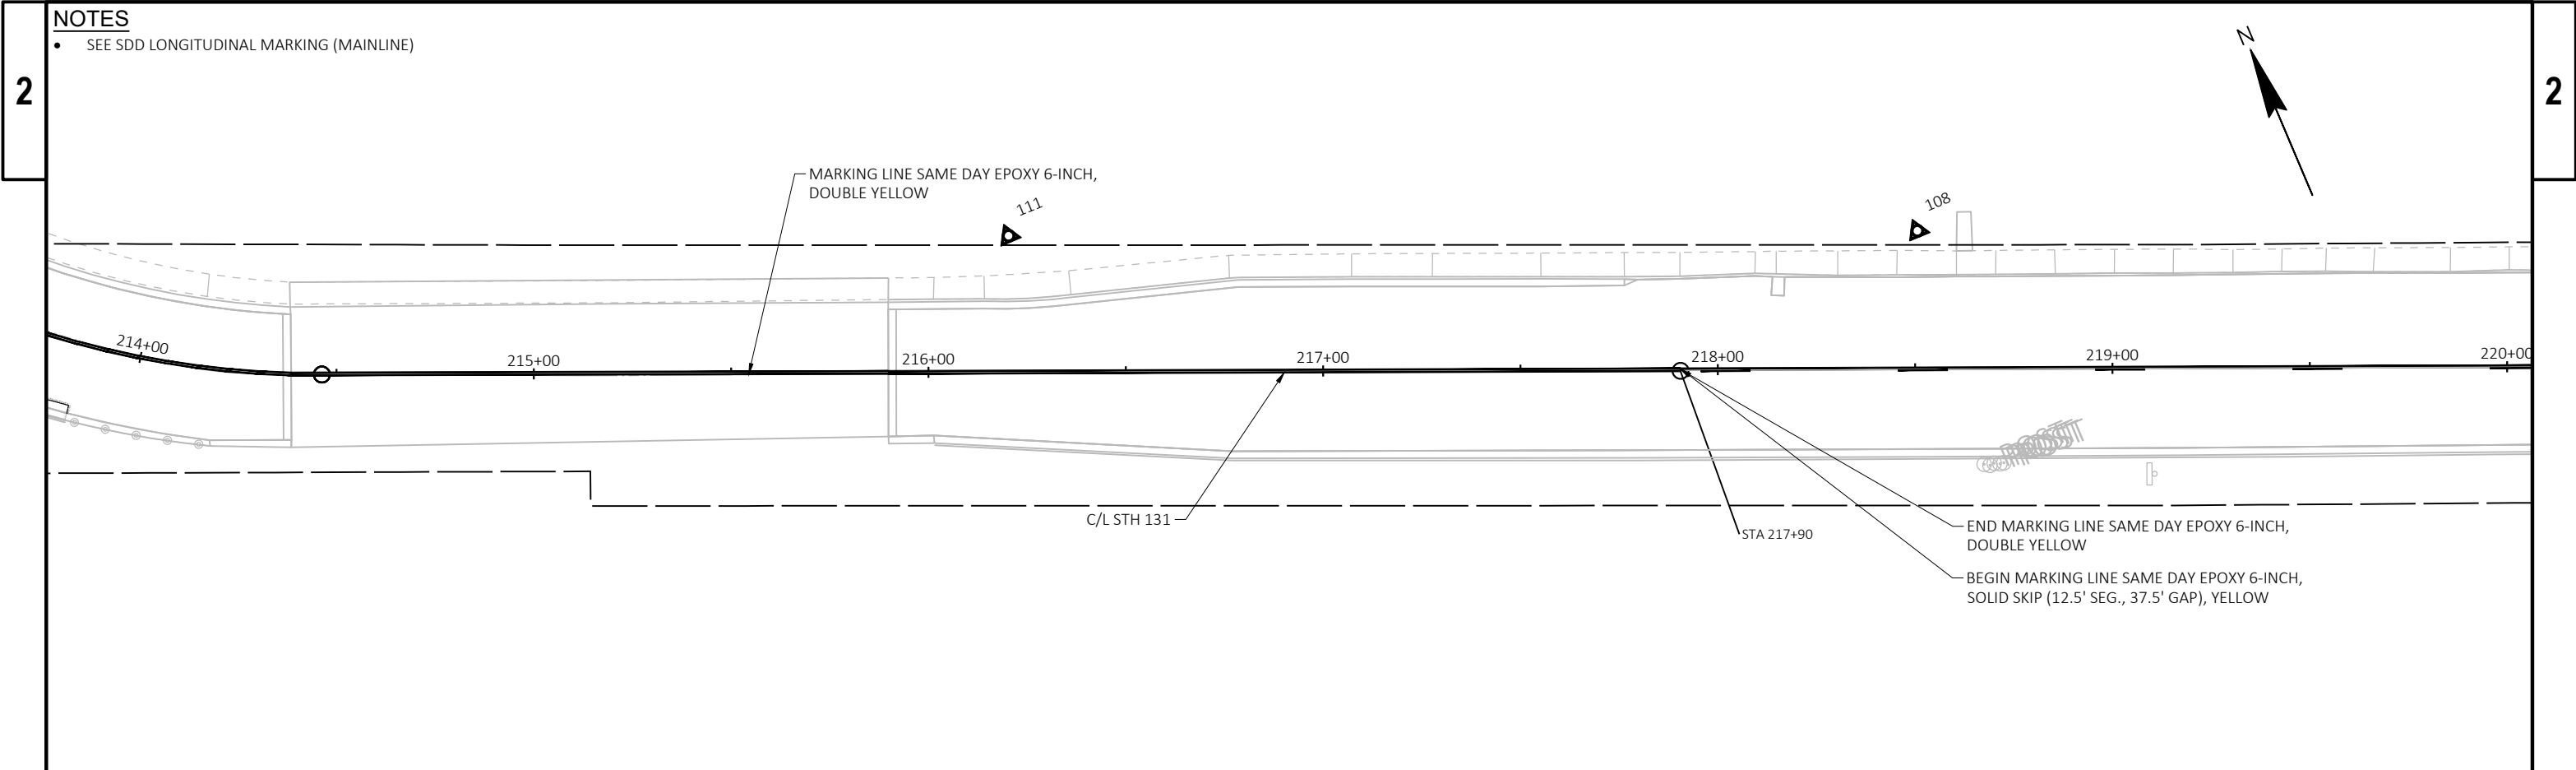 NOTES
• SEE SDD LONGITUDINAL MARKING (MAINLINE)
2
2
N
MARKING LINE SAME DAY EPOXY 6-INCH,
DOUBLE YELLOW
111
108
214+00
215+00
216+00
217+00
218+00
219+00
220+00
C/L STH 131
STA 217+90
END MARKING LINE SAME DAY EPOXY 6-INCH,
DOUBLE YELLOW
BEGIN MARKING LINE SAME DAY EPOXY 6-INCH,
SOLID SKIP (12.5' SEG., 37.5' GAP), YELLOW